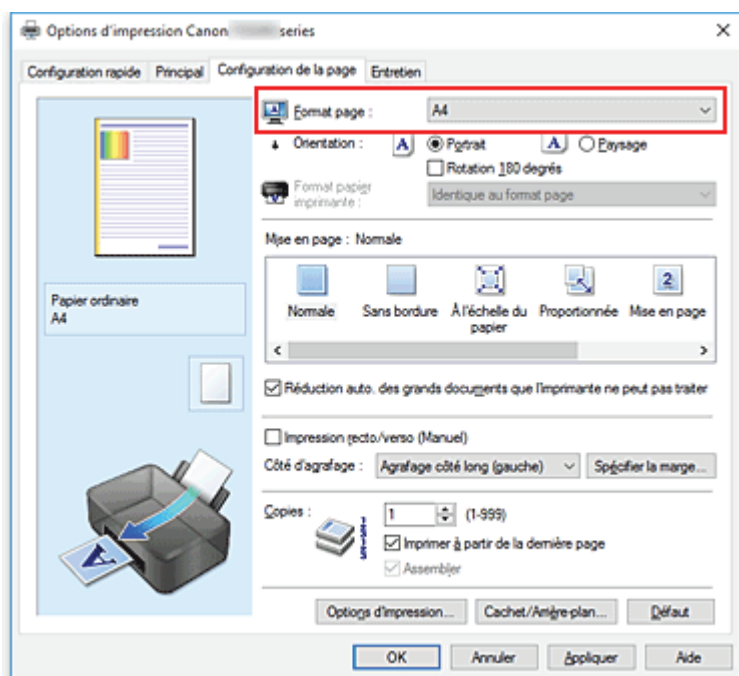 Options d'impression Canon series
Configuration rapide Principal Configuration de la page Entretien
Format page : A4
Orientation : A Portrait A Paysage
Rotation 180 degrés
Format papier imprimante : Identique au format page
Mise en page : Normale
2
Normale Sans bordure À l'échelle du papier Proportionnée Mise en page
Papier ordinaire
A4
Réduction auto. des grands documents que l'imprimante ne peut pas traiter
Impression recto/verso (Manuel)
Côté d'agrafage : Agrafage côté long (gauche) Spécifier la marge...
Copies : 1 (1-999)
Imprimer à partir de la dernière page
Assembler
A
Options d'impression... Cachet/Arrière-plan... Défaut
OK Annuler Appliquer Aide